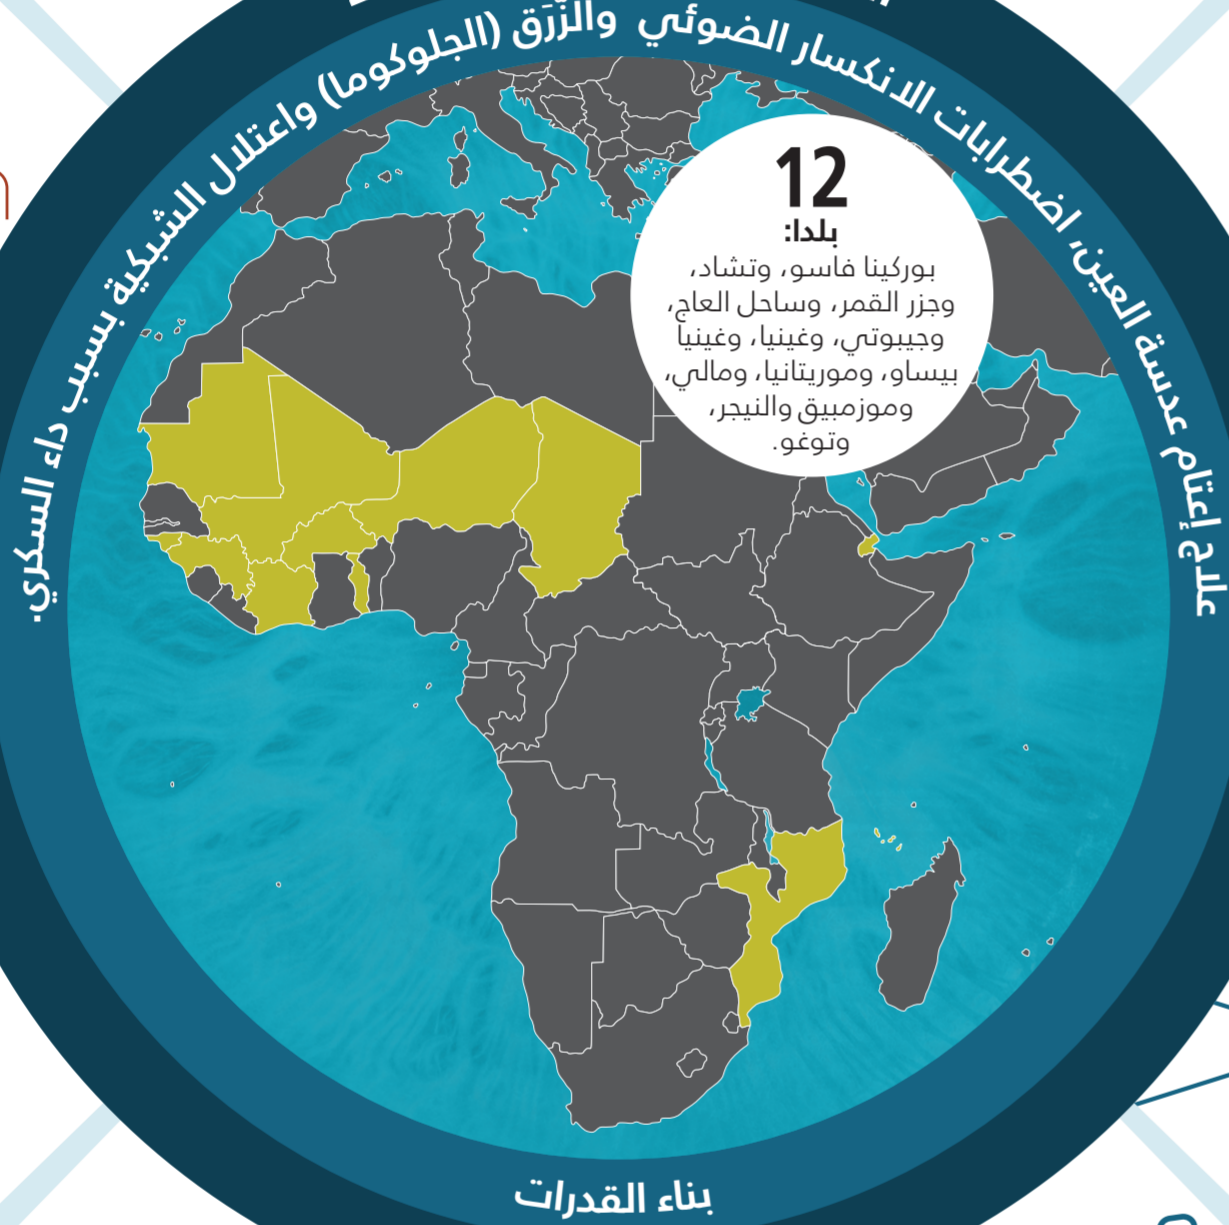 علاج إعتام عدسة العين، اضطرابات الانكسار الضوئي والزَّرَق (الجلوكوما) واعتلال الشبكية بسبب داء السكري.
12
بلدا:
بوركينا فاسو، وتشاد،
وجزر القمر، وساحل العاج،
وجيبوتي، وغينيا، وغينيا
بيساو، وموريتانيا، ومالي،
وموزمبيق والنيجر،
وتوغو.
بناء القدرات